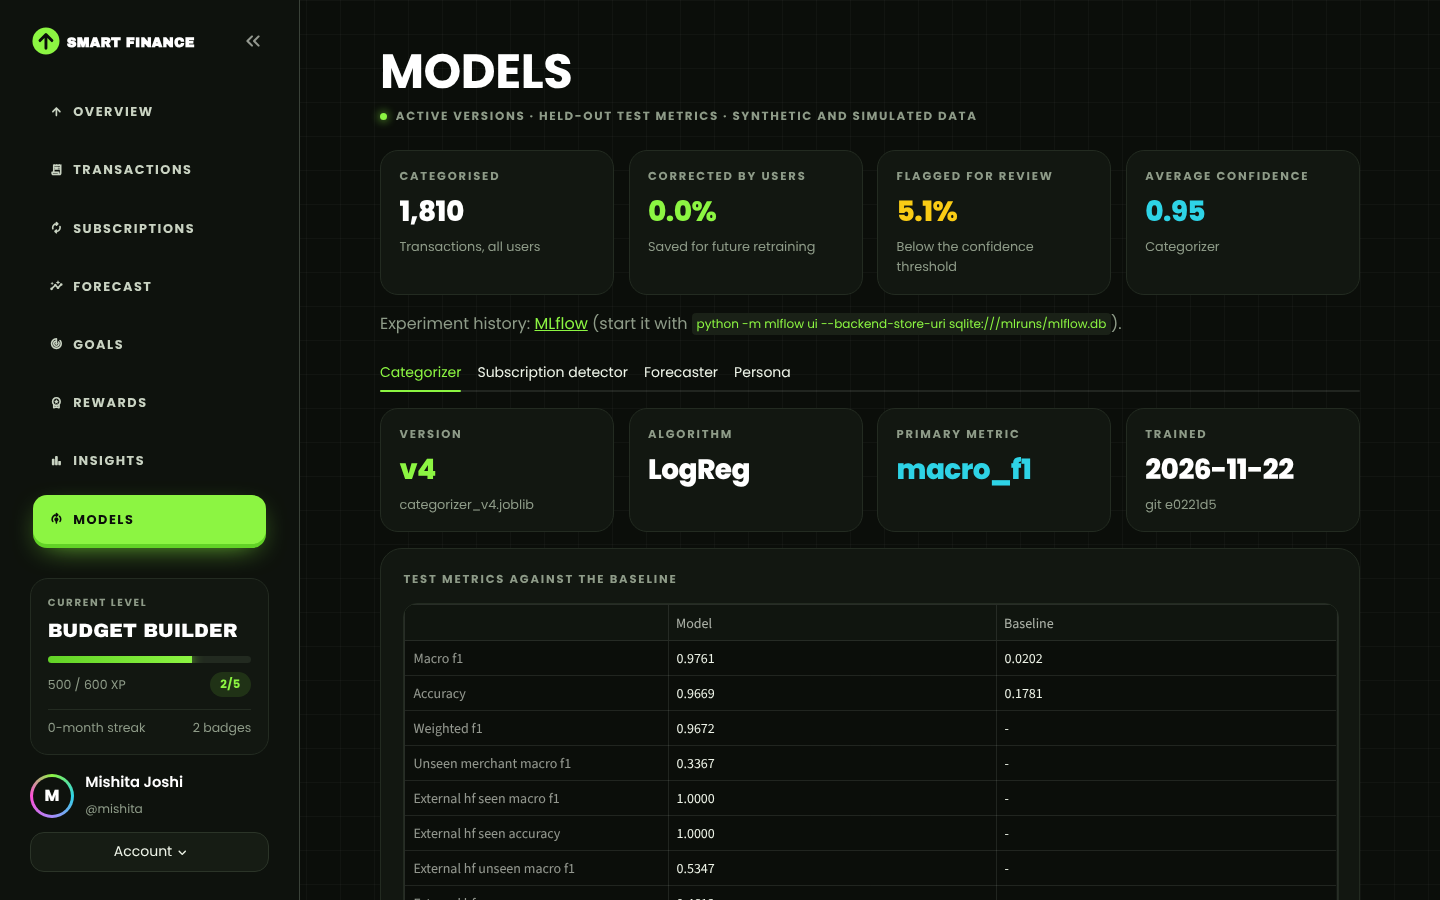 SMART FINANCE
OVERVIEW
TRANSACTIONS
SUBSCRIPTIONS
FORECAST
GOALS
REWARDS
INSIGHTS
MODELS
CURRENT LEVEL
BUDGET BUILDER
500 / 600 XP 2/5
0-month streak 2 badges
M
Mishita Joshi
@mishita
Account
MODELS
ACTIVE VERSIONS · HELD-OUT TEST METRICS · SYNTHETIC AND SIMULATED DATA
CATEGORISED
1,810
Transactions, all users
CORRECTED BY USERS
0.0%
Saved for future retraining
FLAGGED FOR REVIEW
5.1%
Below the confidence
threshold
AVERAGE CONFIDENCE
0.95
Categorizer
Experiment history: MLflow (start it with python -m mlflow ui --backend-store-uri sqlite:///mlruns/mlflow.db ).
Categorizer Subscription detector Forecaster Persona
VERSION
v4
categorizer_v4.joblib
ALGORITHM
LogReg
PRIMARY METRIC
macro_f1
TRAINED
2026-11-22
git e0221d5
TEST METRICS AGAINST THE BASELINE
Model Baseline
Macro f1 0.9761 0.0202
Accuracy 0.9669 0.1781
Weighted f1 0.9672 -
Unseen merchant macro f1 0.3367 -
External hf seen macro f1 1.0000 -
External hf seen accuracy 1.0000 -
External hf unseen macro f1 0.5347 -